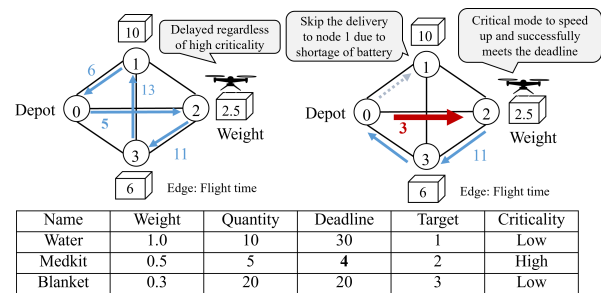 10
Delayed regardless
of high criticality
6
1
13
Depot
0
5
2
2.5
Weight
3
11
6
Edge: Flight time
Skip the delivery
to node 1 due to
shortage of battery
10
Critical mode to speed
up and successfully
meets the deadline
1
Depot
0
3
2
2.5
Weight
3
11
6
Edge: Flight time
Name Weight Quantity Deadline Target Criticality
Water 1.0 10 30 1 Low
Medkit 0.5 5 4 2 High
Blanket 0.3 20 20 3 Low